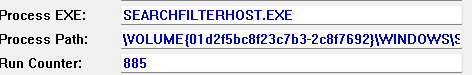 Process EXE: SEARCHFILTERHOST.EXE
Process Path: \VOLUME{01d2f5bc8f23c7b3-2c8f7692}\WINDOWS\S
Run Counter: 885